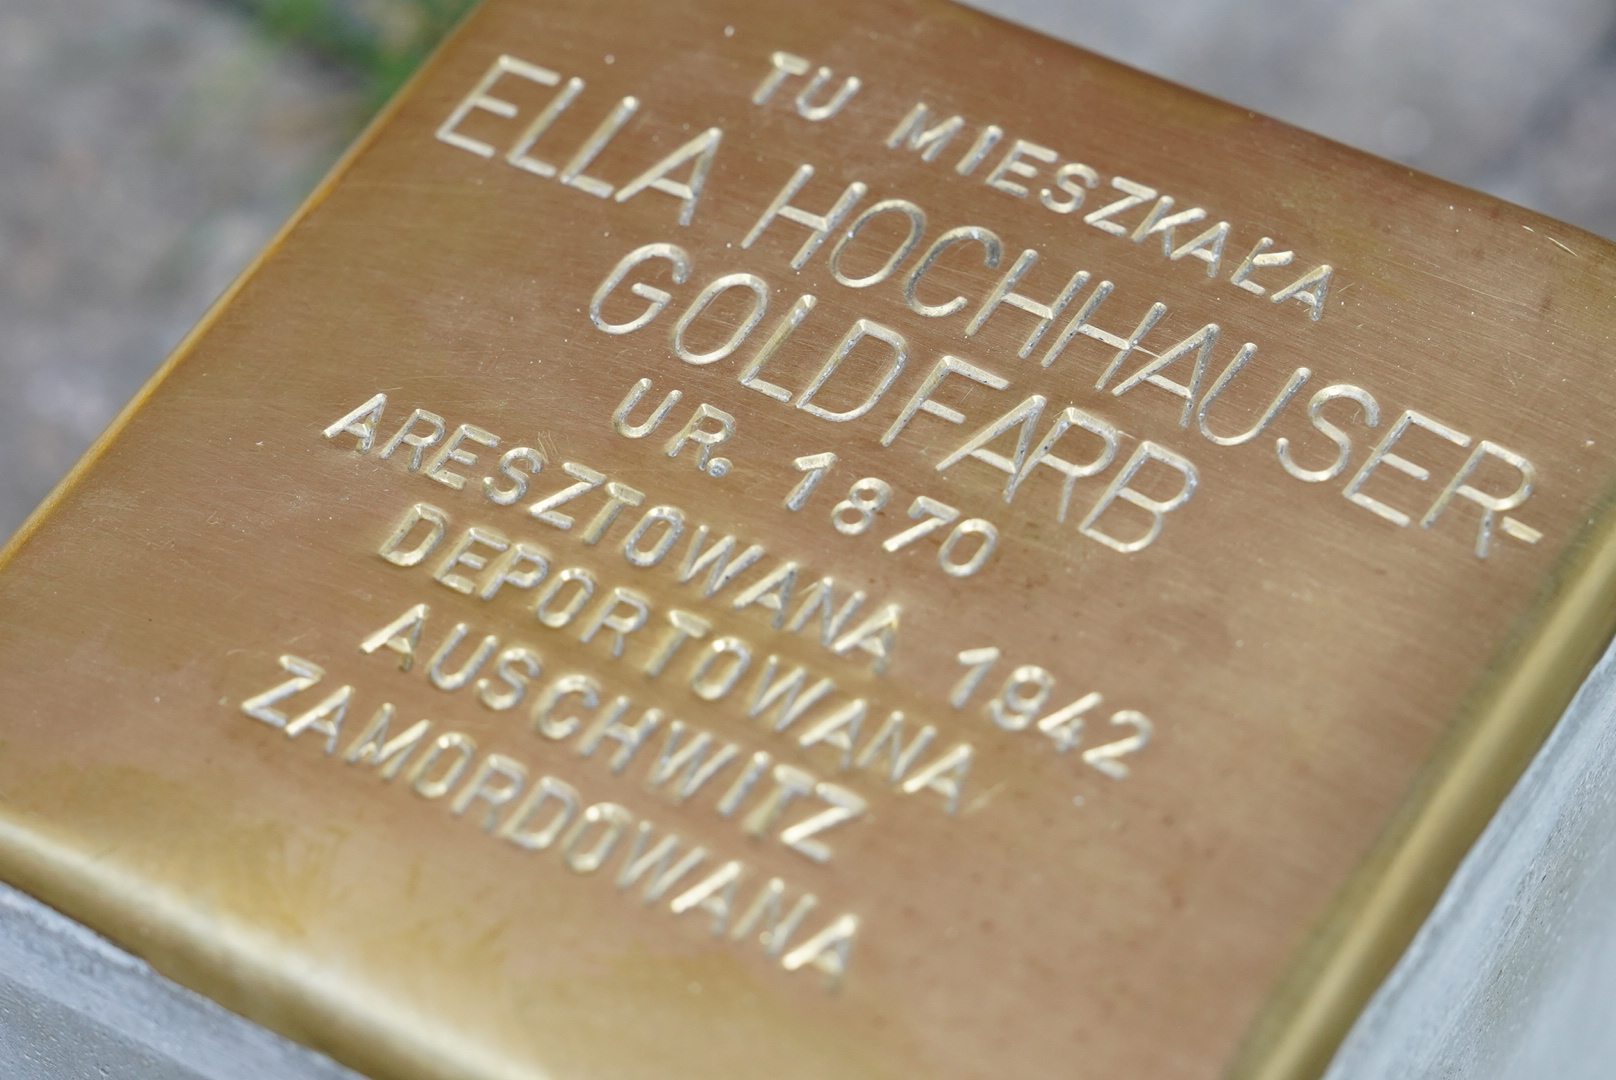 TU MIESZKAŁA
ELLA HOCHHAUSER-
GOLDFARB
UR. 1870
ARESZTOWANA 1942
DEPORTOWANA
AUSCHWITZ
ZAMORDOWANA